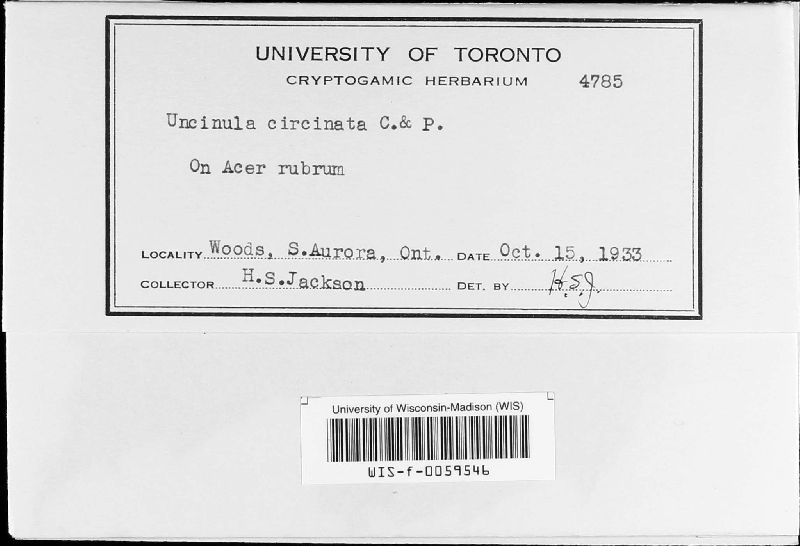 UNIVERSITY OF TORONTO
CRYPTOGAMIC HERBARIUM 4785
Uncinula circinata C.& P.
On Acer rubrum
LOCALITY Woods, S.Aurora, Ont. DATE Oct. 15, 1933
COLLECTOR H.S.Jackson DET. BY H.S.J.
University of Wisconsin-Madison (WIS)
WIS-f-0059546